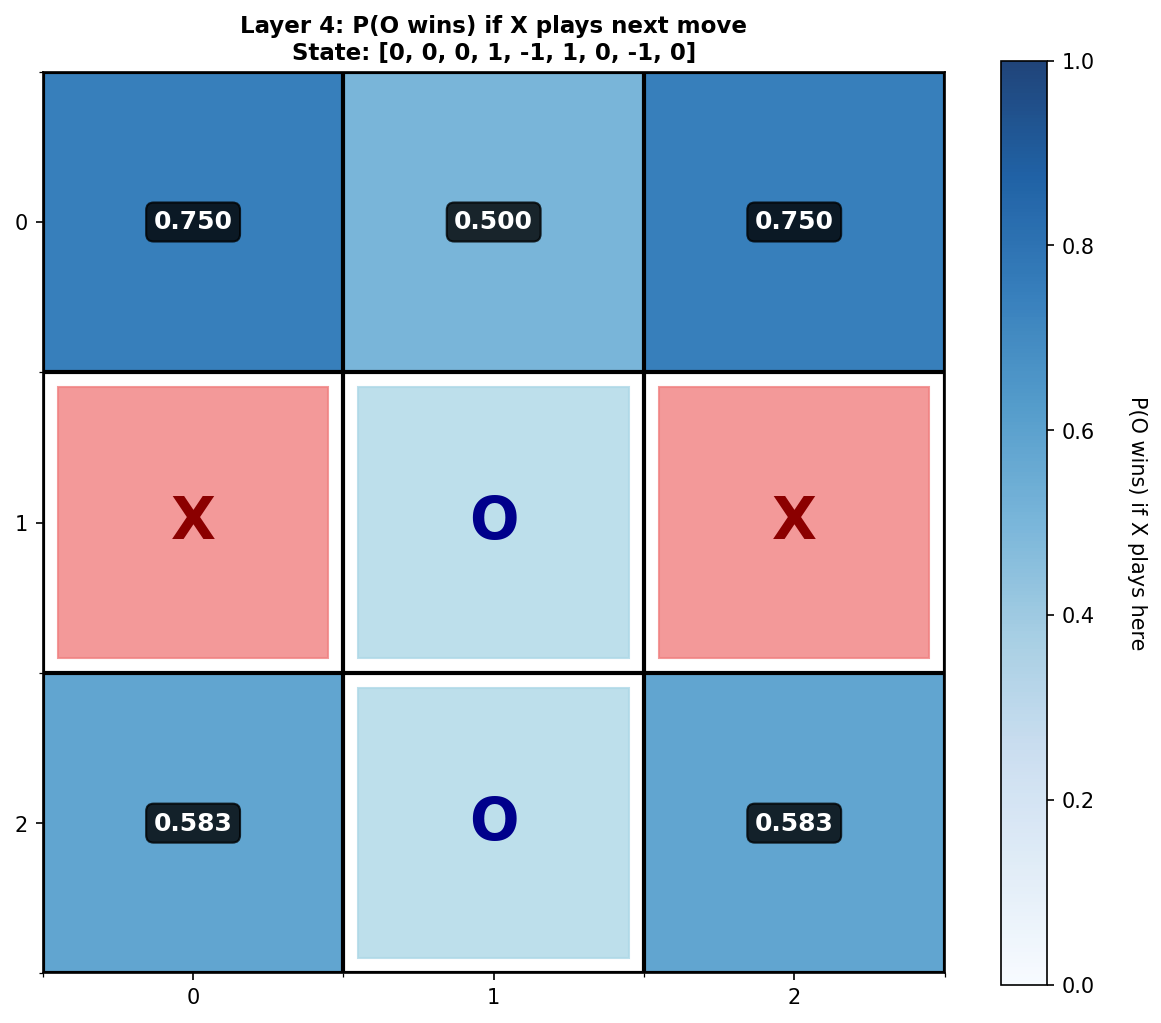 Layer 4: P(O wins) if X plays next move
State: [0, 0, 0, 1, -1, 1, 0, -1, 0]
0
0.750
0.500
0.750
1
X
O
X
2
0.583
O
0.583
0
1
2
1.0
0.8
0.6
0.4
0.2
0.0
P(O wins) if X plays here